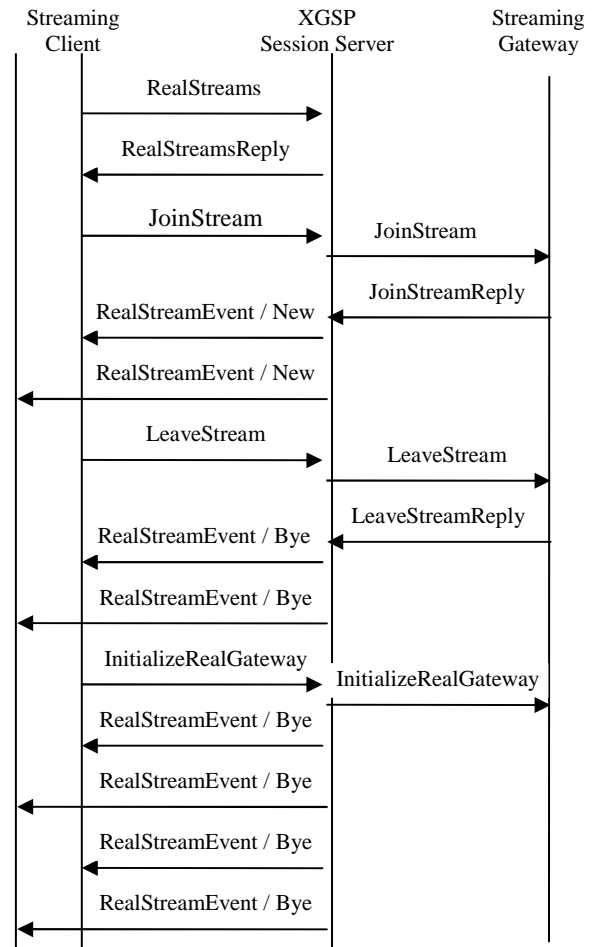 Streaming Client
XGSP Session Server
Streaming Gateway
RealStreams
RealStreamsReply
JoinStream
JoinStream
JoinStreamReply
RealStreamEvent / New
RealStreamEvent / New
LeaveStream
LeaveStream
LeaveStreamReply
RealStreamEvent / Bye
RealStreamEvent / Bye
InitializeRealGateway
InitializeRealGateway
RealStreamEvent / Bye
RealStreamEvent / Bye
RealStreamEvent / Bye
RealStreamEvent / Bye